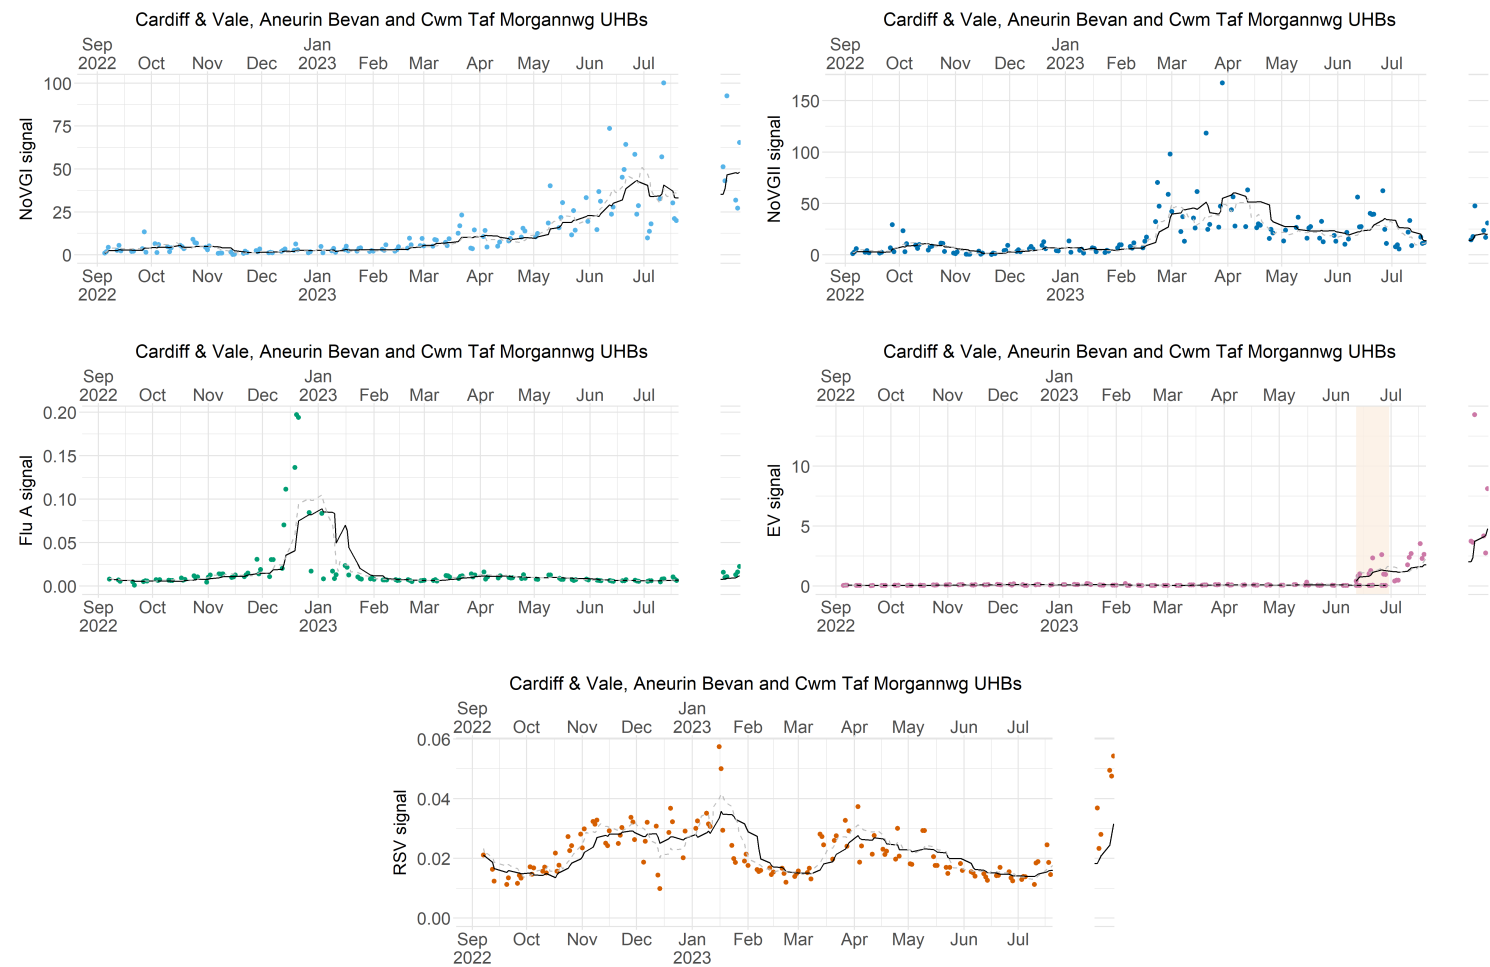 Cardiff & Vale, Aneurin Bevan and Cwm Taf Morgannwg UHBs
Sep Jan
2022 Oct Nov Dec 2023 Feb Mar Apr May Jun Jul
100
75
50
25
0
NoVGI signal
Sep Oct Nov Dec Jan Feb Mar Apr May Jun Jul
2022 2023
Cardiff & Vale, Aneurin Bevan and Cwm Taf Morgannwg UHBs
Sep Jan
2022 Oct Nov Dec 2023 Feb Mar Apr May Jun Jul
150
100
50
0
NoVGII signal
Sep Oct Nov Dec Jan Feb Mar Apr May Jun Jul
2022 2023
Cardiff & Vale, Aneurin Bevan and Cwm Taf Morgannwg UHBs
Sep Jan
2022 Oct Nov Dec 2023 Feb Mar Apr May Jun Jul
0.20
0.15
0.10
0.05
0.00
Flu A signal
Sep Oct Nov Dec Jan Feb Mar Apr May Jun Jul
2022 2023
Cardiff & Vale, Aneurin Bevan and Cwm Taf Morgannwg UHBs
Sep Jan
2022 Oct Nov Dec 2023 Feb Mar Apr May Jun Jul
10
5
0
EV signal
Sep Oct Nov Dec Jan Feb Mar Apr May Jun Jul
2022 2023
Cardiff & Vale, Aneurin Bevan and Cwm Taf Morgannwg UHBs
Sep Jan
2022 Oct Nov Dec 2023 Feb Mar Apr May Jun Jul
0.06
0.04
0.02
0.00
RSV signal
Sep Oct Nov Dec Jan Feb Mar Apr May Jun Jul
2022 2023